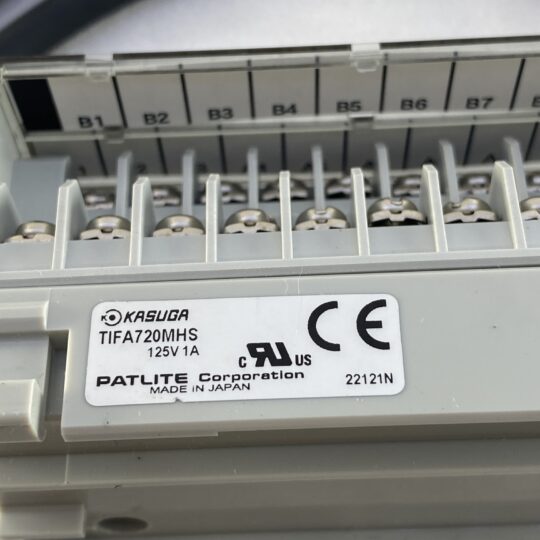 B1 B2 B3 B4 B5 B6 B7
KASUGA
TIFA720MHS
125V 1A
CE
c RU US
PATLITE Corporation
MADE IN JAPAN
22121N